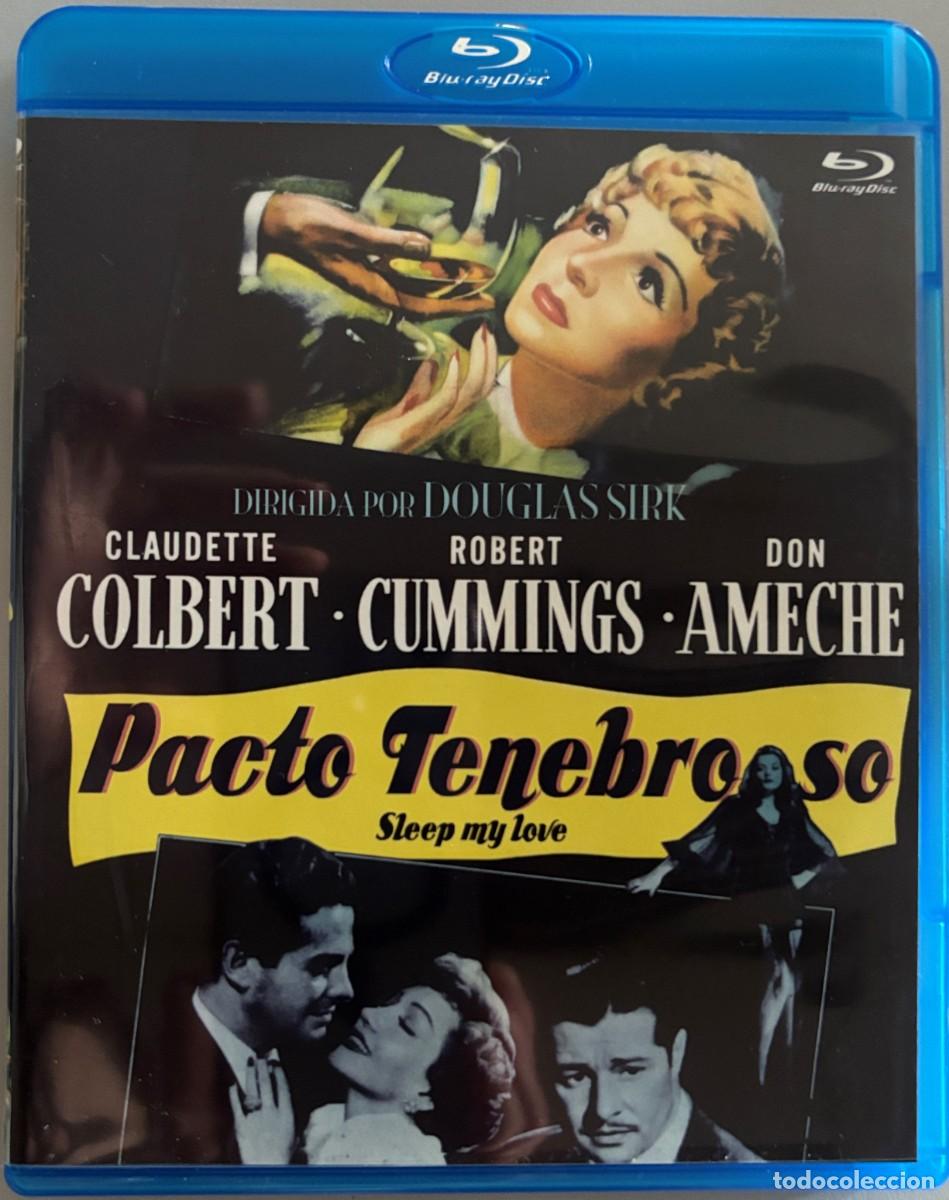 Blu-ray Disc
Blu-ray Disc
DIRIGIDA POR DOUGLAS SIRK
CLAUDETTE ROBERT DON
COLBERT · CUMMINGS · AMECHE
Pacto Tenebroso
Sleep my love
todocoleccion